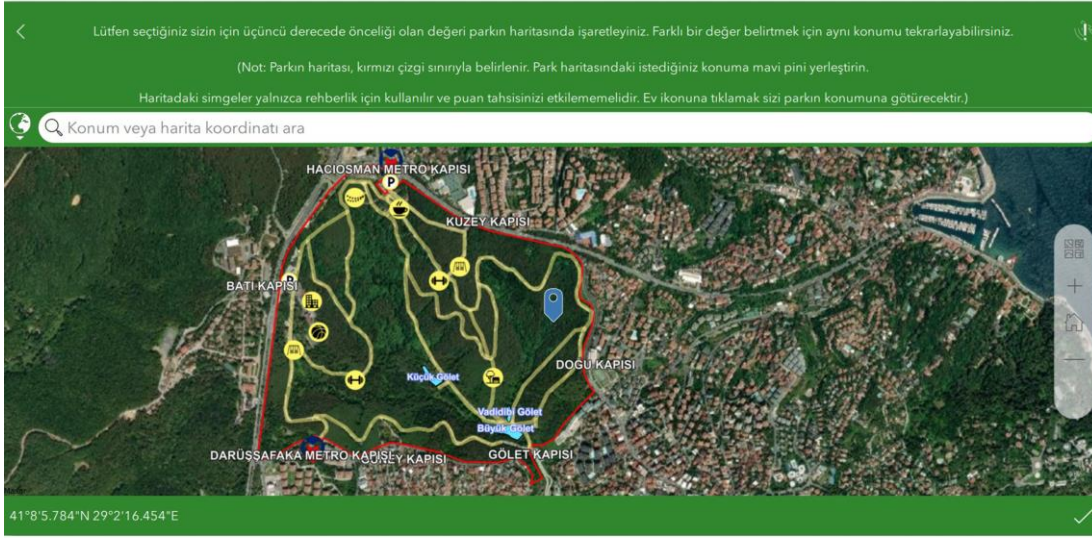 Lütfen seçtiğiniz sizin için üçüncü derecede önceliği olan değeri parkın haritasında işaretleyiniz. Farklı bir değer belirtmek için aynı konumu tekrarlayabilirsiniz.
(Not: Parkın haritası, kırmızı çizgi sınırıyla belirlenir. Park haritasındaki istediğiniz konuma mavi pini yerleştirin.
Haritadaki simgeler yalnızca rehberlik için kullanılır ve puan tahsisinizi etkilememelidir. Ev ikonuna tıklamak sizi parkın konumuna götürecektir.)
Konum veya harita koordinatı ara
HACIOSMAN METRO KAPISI
P
KUZEY KAPISI
P
BATI KAPISI
DOĞU KAPISI
Küçük Gölet
Vadidibi Gölet
Büyük Gölet
DARÜŞŞAFAKA METRO KAPISI
GÜNEY KAPISI
GÖLET KAPISI
41°8'5.784"N 29°2'16.454"E